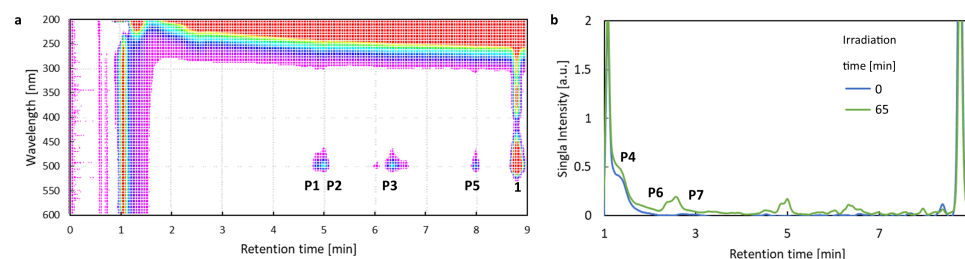 a
Wavelength [nm]
200
250
300
350
400
450
500
550
600
P1 P2 P3 P5 1
0 1 2 3 4 5 6 7 8 9
Retention time [min]
b
Singla Intensity [a.u.]
2
1.5
1
0.5
0
Irradiation
time [min]
0
65
P4
P6
P7
1 3 5 7
Retention time [min]